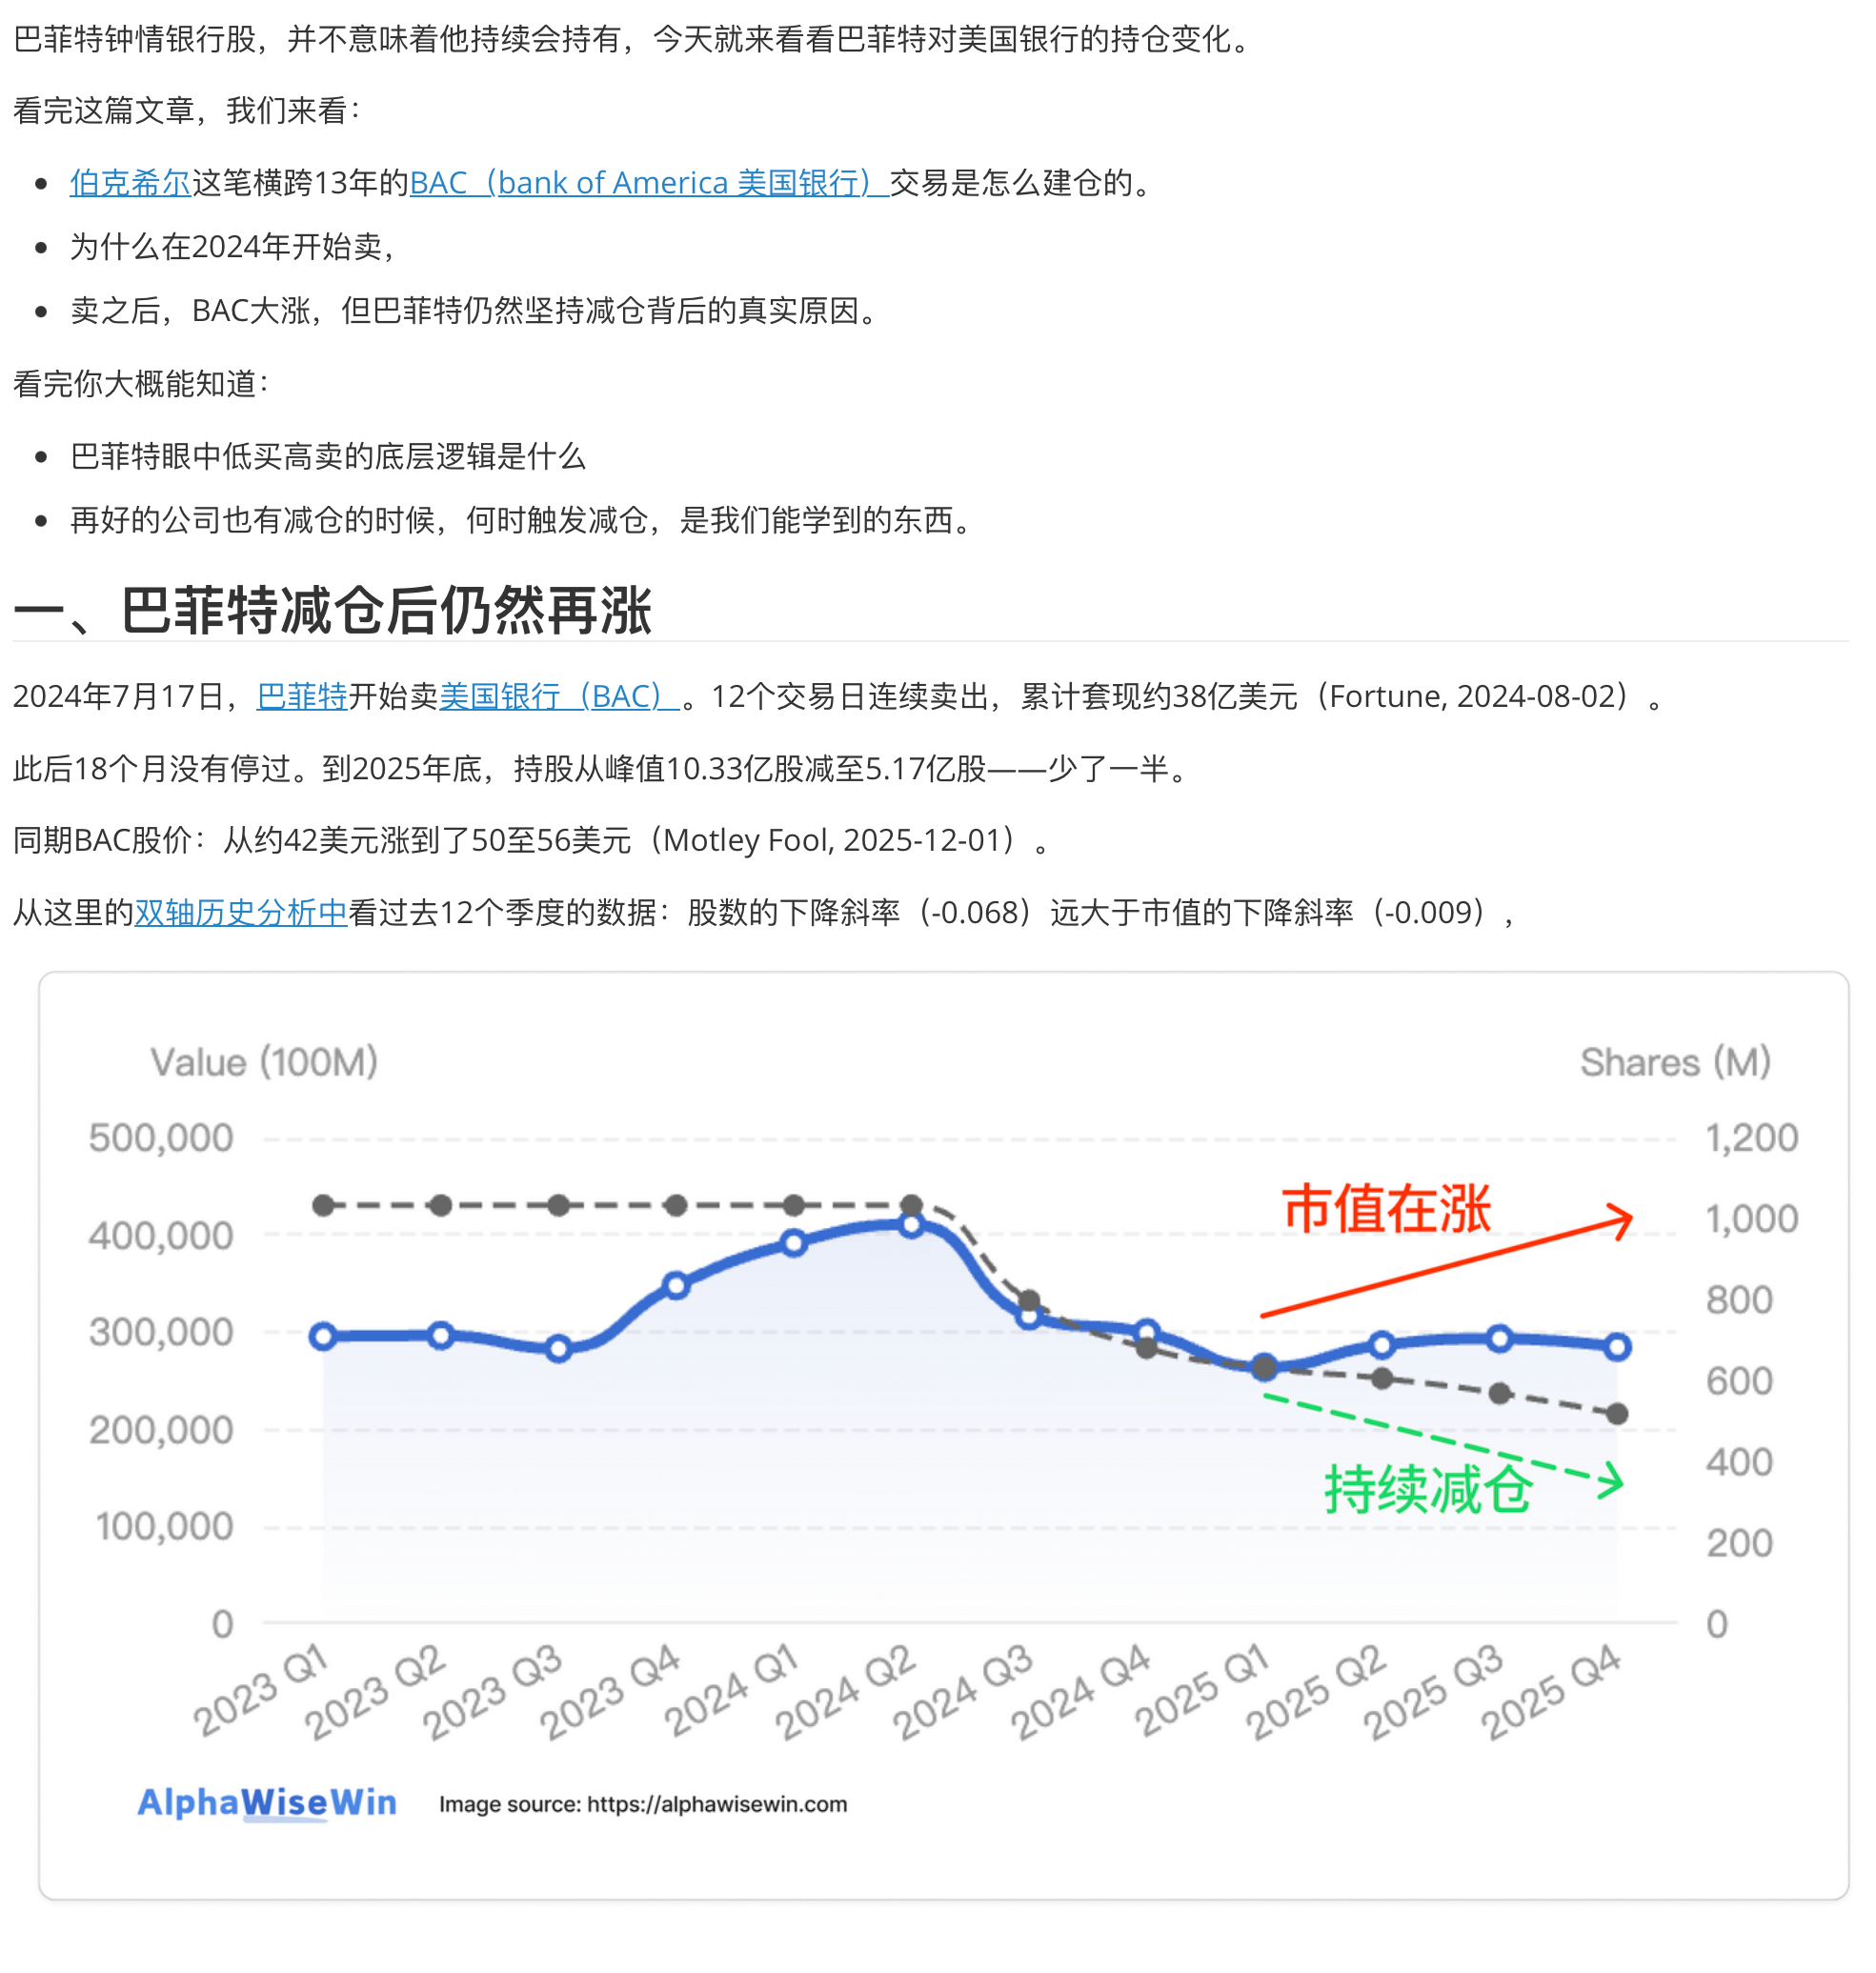 巴菲特钟情银行股，并不意味着他持续会持有，今天就来看看巴菲特对美国银行的持仓变化。
看完这篇文章，我们来看：
• 伯克希尔这笔横跨13年的BAC（bank of America 美国银行）交易是怎么建仓的。
• 为什么在2024年开始卖，
• 卖之后，BAC大涨，但巴菲特仍然坚持减仓背后的真实原因。
看完你大概能知道：
• 巴菲特眼中低买高卖的底层逻辑是什么
• 再好的公司也有减仓的时候，何时触发减仓，是我们能学到的东西。
一、巴菲特减仓后仍然再涨
2024年7月17日，巴菲特开始卖美国银行（BAC）。12个交易日连续卖出，累计套现约38亿美元（Fortune, 2024-08-02）。
此后18个月没有停过。到2025年底，持股从峰值10.33亿股减至5.17亿股——少了一半。
同期BAC股价：从约42美元涨到了50至56美元（Motley Fool, 2025-12-01）。
从这里的双轴历史分析中看过去12个季度的数据：股数的下降斜率（-0.068）远大于市值的下降斜率（-0.009），
Value (100M)
Shares (M)
500,000
1,200
市值在涨
400,000
1,000
300,000
800
200,000
600
持续减仓
400
100,000
200
0
0
2023 Q1
2023 Q2
2023 Q3
2023 Q4
2024 Q1
2024 Q2
2024 Q3
2024 Q4
2025 Q1
2025 Q2
2025 Q3
2025 Q4
AlphaWiseWin
Image source: https://alphawisewin.com